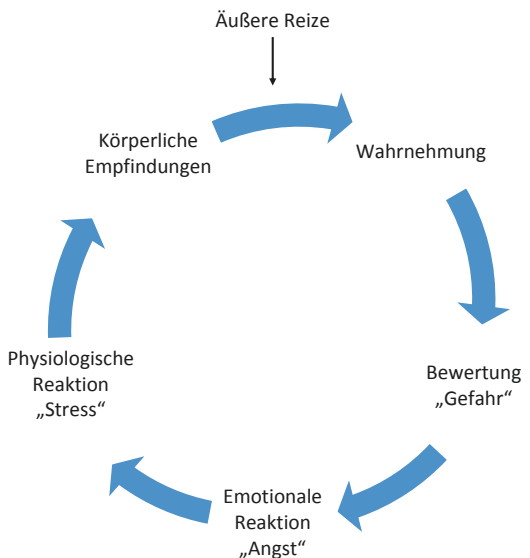 Äußere Reize
Körperliche
Empfindungen
Wahrnehmung
Bewertung
„Gefahr“
Emotionale
Reaktion
„Angst“
Physiologische
Reaktion
„Stress“